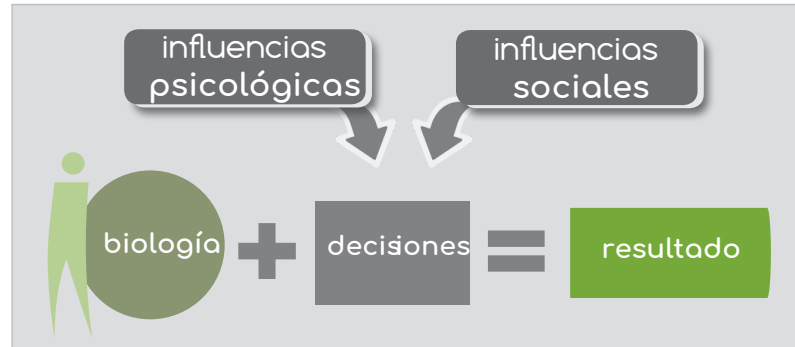 influencias
psicológicas
influencias
sociales
biología
decisiones
resultado